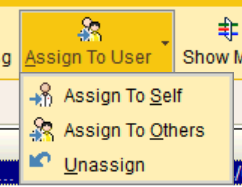 g Assign To User Show M
Assign To Self
Assign To Others
Unassign